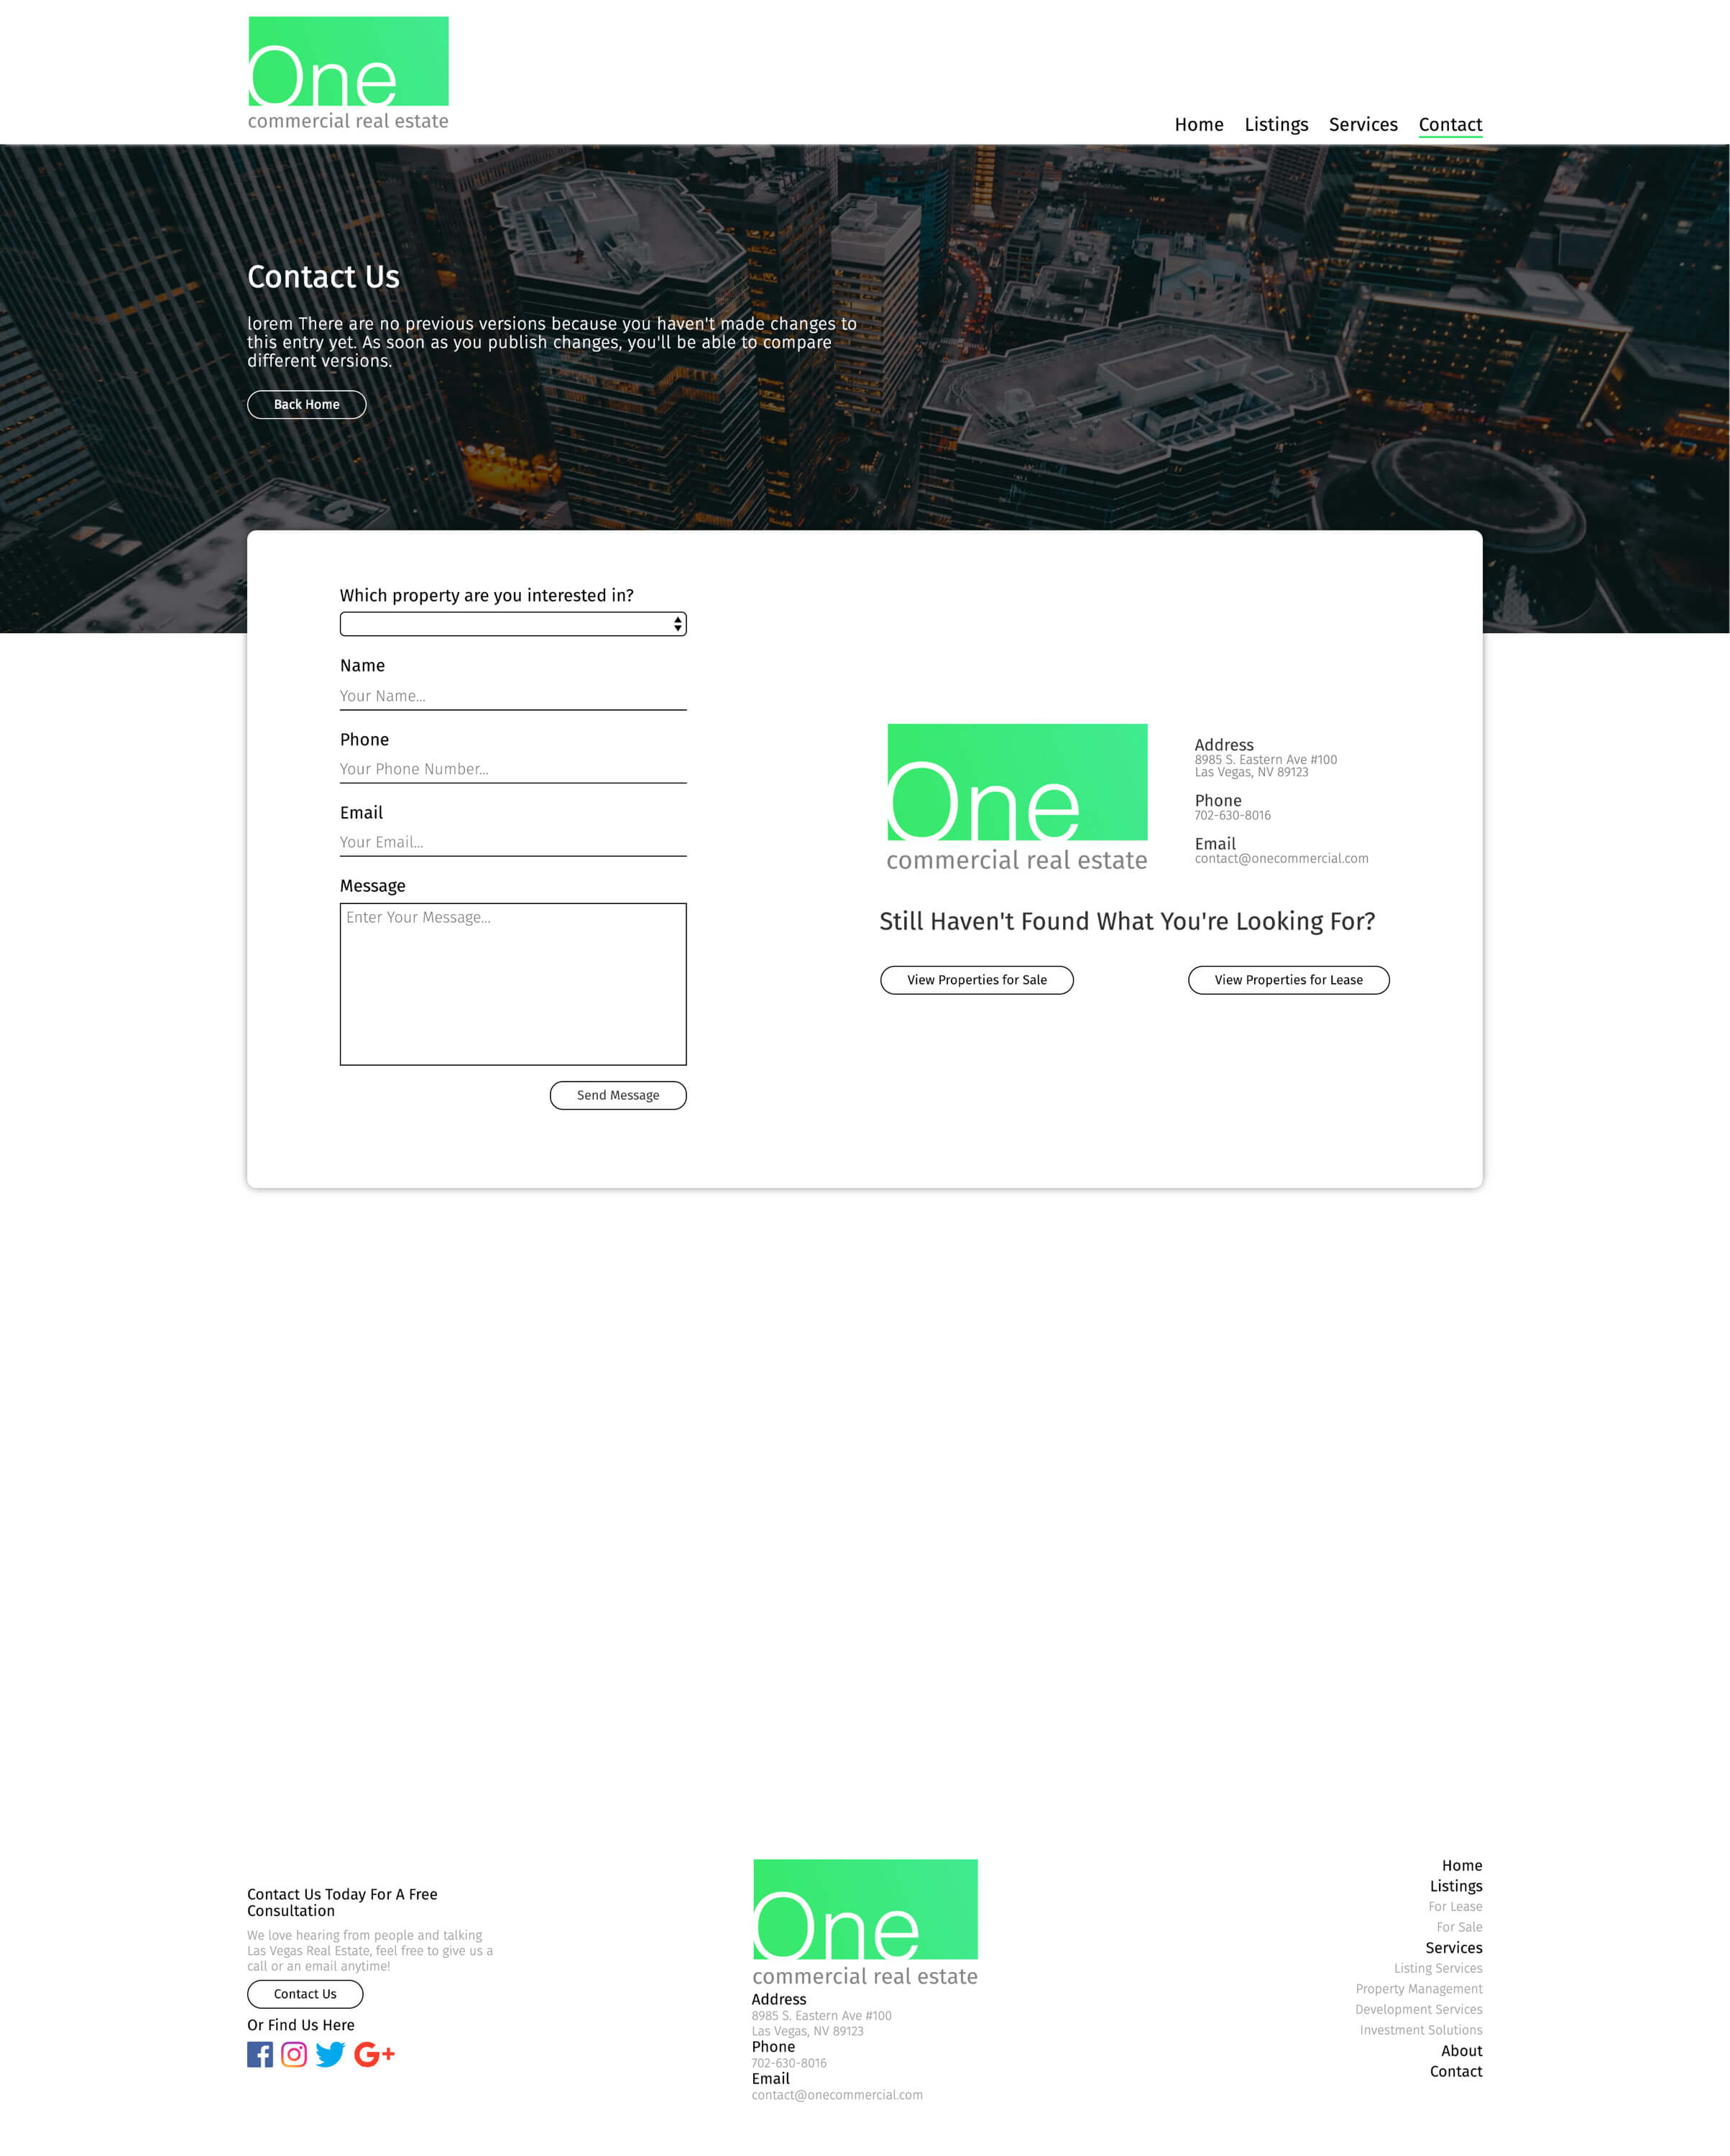 One
commercial real estate
Home Listings Services Contact
Contact Us
lorem There are no previous versions because you haven't made changes to
this entry yet. As soon as you publish changes, you'll be able to compare
different versions.
Back Home
Which property are you interested in?
Name
Your Name...
Phone
Your Phone Number...
Email
Your Email...
Message
Enter Your Message...
Send Message
One
commercial real estate
Address
8985 S. Eastern Ave #100
Las Vegas, NV 89123
Phone
702-630-8016
Email
contact@onecommercial.com
Still Haven't Found What You're Looking For?
View Properties for Sale
View Properties for Lease
Contact Us Today For A Free
Consultation
We love hearing from people and talking
Las Vegas Real Estate, feel free to give us a
call or an email anytime!
Contact Us
Or Find Us Here
One
commercial real estate
Address
8985 S. Eastern Ave #100
Las Vegas, NV 89123
Phone
702-630-8016
Email
contact@onecommercial.com
Home
Listings
For Lease
For Sale
Services
Listing Services
Property Management
Development Services
Investment Solutions
About
Contact